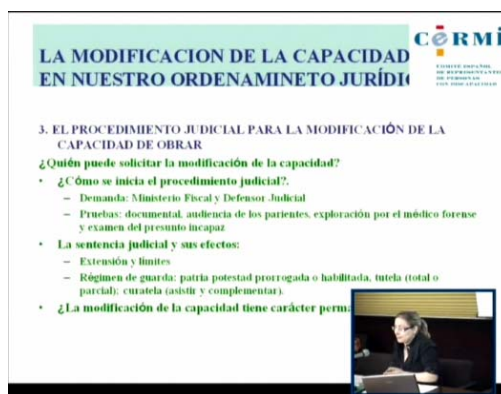 LA MODIFICACION DE LA CAPACIDAD
EN NUESTRO ORDENAMINETO
CERMI
COMITÉ ESPAÑOL
DE REPRESENTANTES
DE PERSONAS
CON DISCAPACIDAD
3. EL PROCEDIMIENTO JUDICIAL PARA LA MODIFICACIÓN DE LA
CAPACIDAD DE OBRAR
¿Quién puede solicitar la modificación de la capacidad?
• ¿Cómo se inicia el procedimiento judicial?.
– Demanda: Ministerio Fiscal y Defensor Judicial
– Pruebas: documental, audiencia de los parientes, exploración por el médico forense
y examen del presunto incapaz
• La sentencia judicial y sus efectos:
– Extensión y límites
– Régimen de guarda: patria potestad prorrogada o habilitada, tutela (total o
parcial); curatela (asistir y complementar).
• ¿La modificación de la capacidad tiene carácter